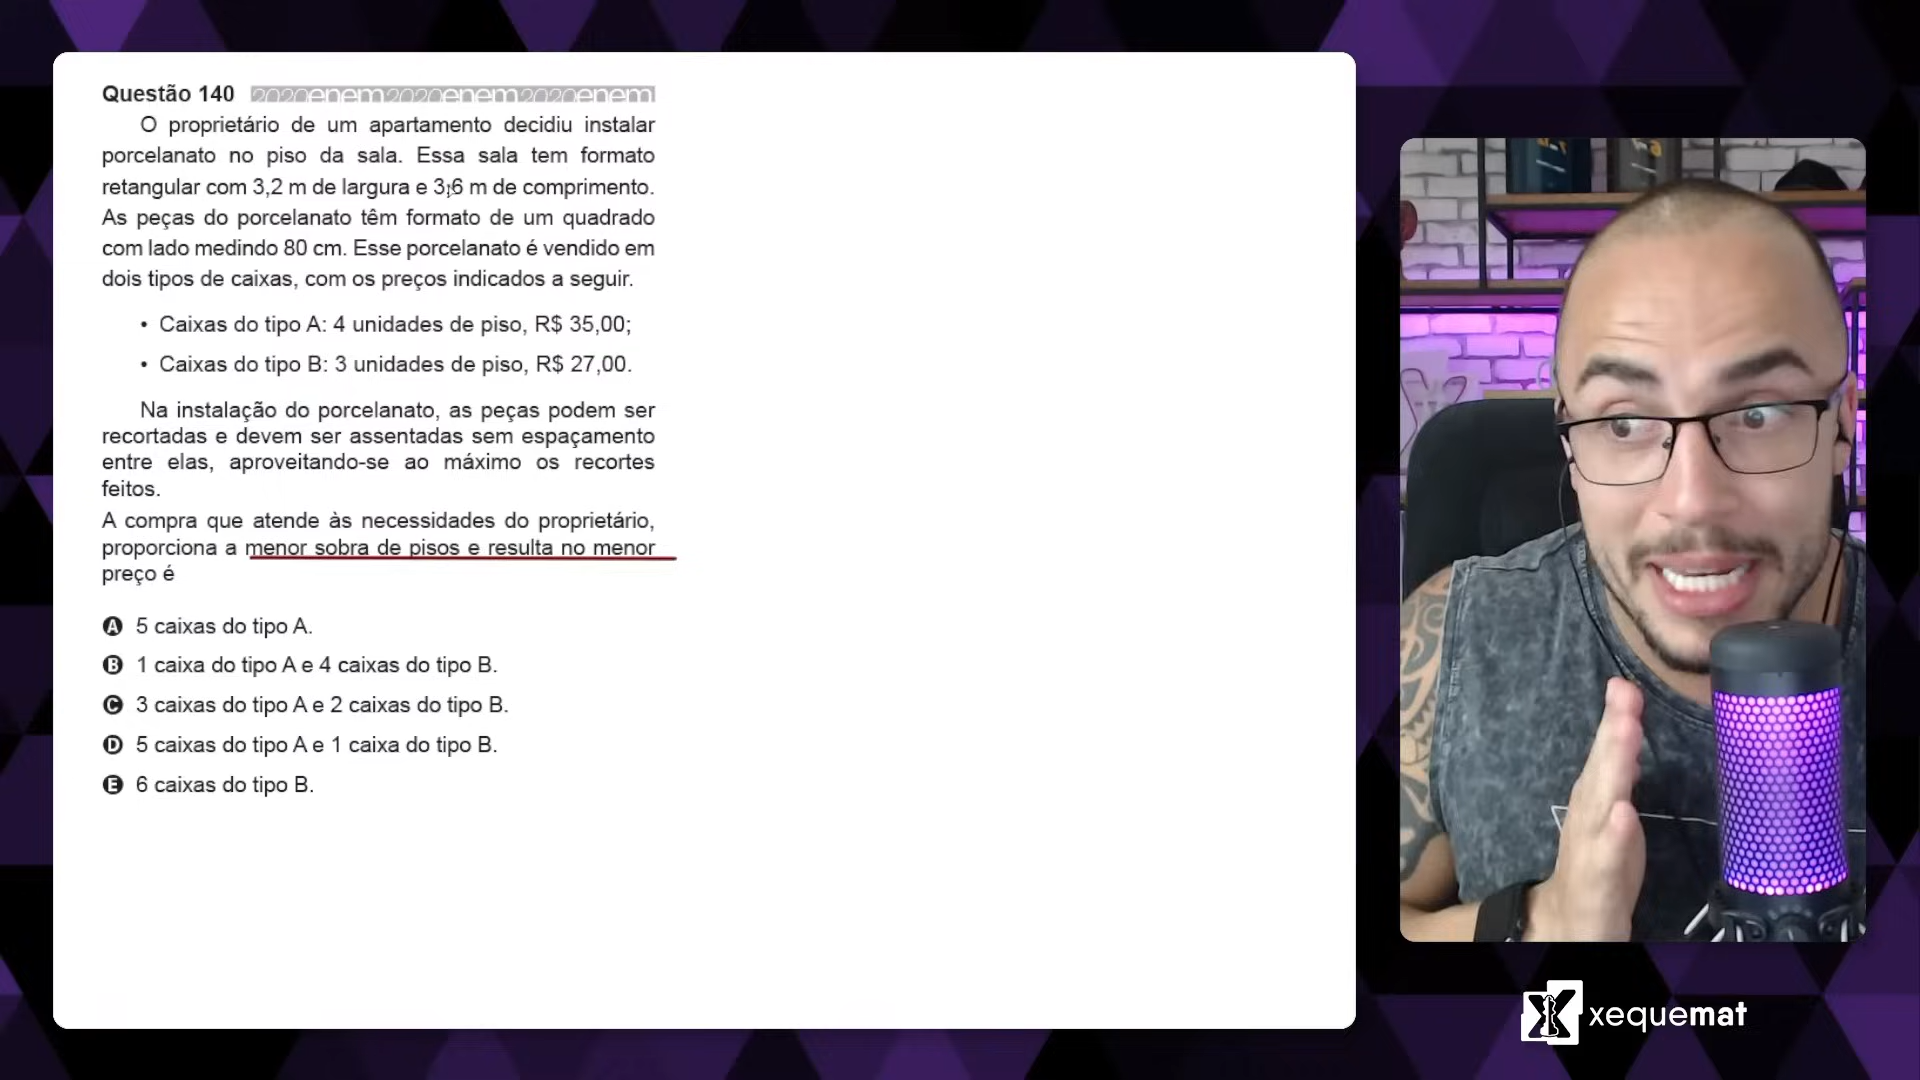 Questão 140 2020enem2020enem2020enem
O proprietário de um apartamento decidiu instalar
porcelanato no piso da sala. Essa sala tem formato
retangular com 3,2 m de largura e 3,6 m de comprimento.
As peças do porcelanato têm formato de um quadrado
com lado medindo 80 cm. Esse porcelanato é vendido em
dois tipos de caixas, com os preços indicados a seguir.
• Caixas do tipo A: 4 unidades de piso, R$ 35,00;
• Caixas do tipo B: 3 unidades de piso, R$ 27,00.
Na instalação do porcelanato, as peças podem ser
recortadas e devem ser assentadas sem espaçamento
entre elas, aproveitando-se ao máximo os recortes
feitos.
A compra que atende às necessidades do proprietário,
proporciona a menor sobra de pisos e resulta no menor
preço é
A 5 caixas do tipo A.
B 1 caixa do tipo A e 4 caixas do tipo B.
C 3 caixas do tipo A e 2 caixas do tipo B.
D 5 caixas do tipo A e 1 caixa do tipo B.
E 6 caixas do tipo B.
xequemat